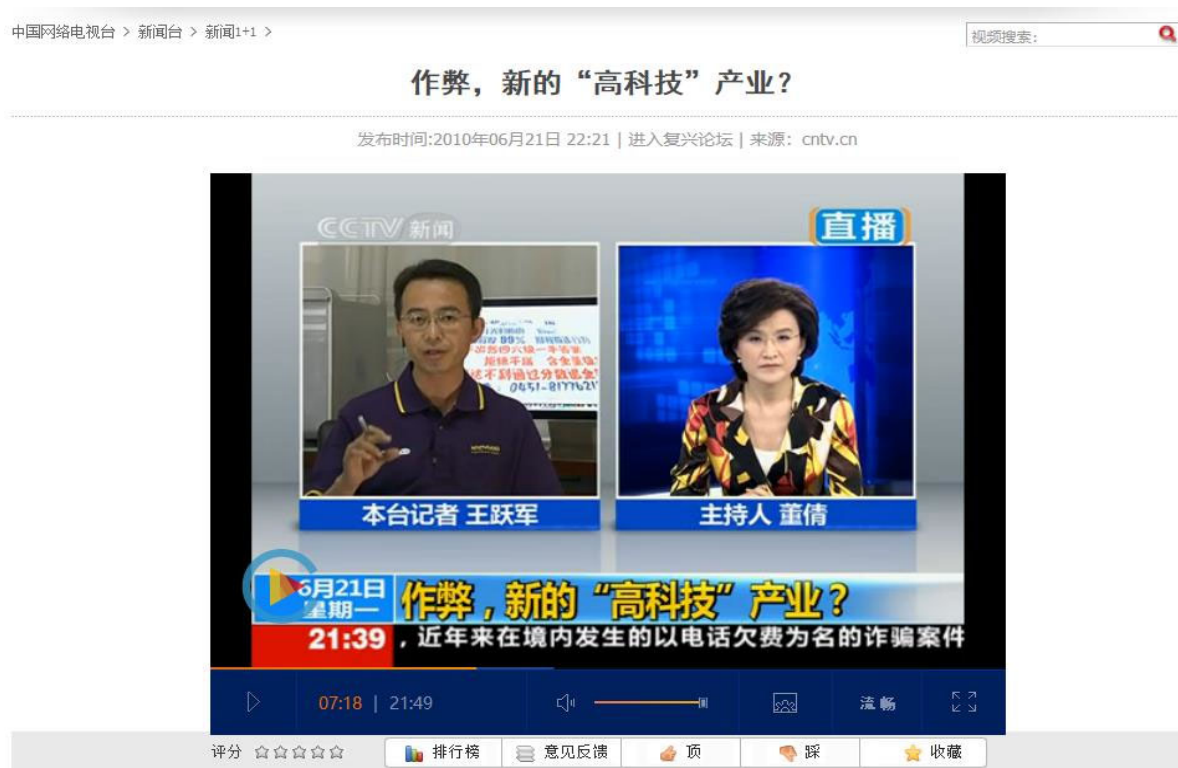 中国网络电视台 > 新闻台 > 新闻1+1 >
视频搜索:
作弊，新的“高科技”产业？
发布时间:2010年06月21日 22:21 | 进入复兴论坛 | 来源：cntv.cn
CCTV 新闻
直播
99%
0451-8177621
本台记者 王跃军
主持人 董倩
6月21日
星期一
作弊，新的“高科技”产业？
21:39 ，近年来在境内发生的以电话欠费为名的诈骗案件
07:18 | 21:49
流畅
评分 排行榜 意见反馈 顶 踩 收藏